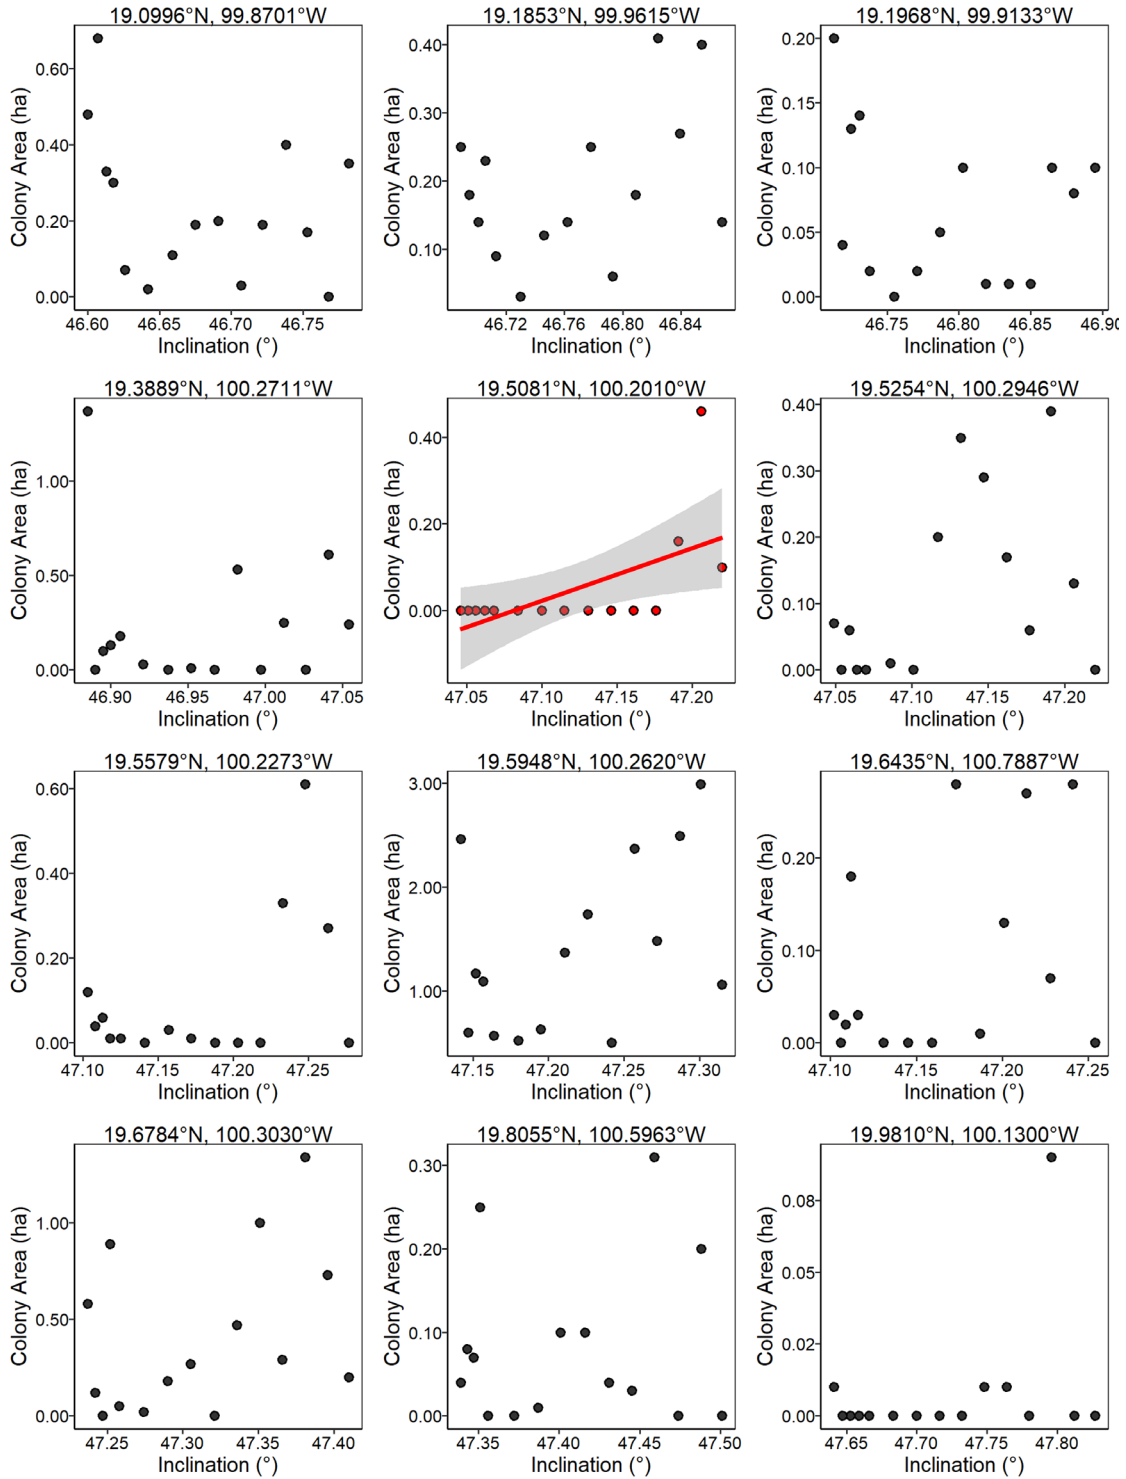 19.0996°N, 99.8701°W
19.1853°N, 99.9615°W
19.1968°N, 99.9133°W
Colony Area (ha)
0.60
0.40
0.20
0.00
46.60 46.65 46.70 46.75
Inclination (°)
Colony Area (ha)
0.40
0.30
0.20
0.10
46.72 46.76 46.80 46.84
Inclination (°)
Colony Area (ha)
0.20
0.15
0.10
0.05
0.00
46.75 46.80 46.85 46.90
Inclination (°)
19.3889°N, 100.2711°W
19.5081°N, 100.2010°W
19.5254°N, 100.2946°W
Colony Area (ha)
1.00
0.50
0.00
46.90 46.95 47.00 47.05
Inclination (°)
Colony Area (ha)
0.40
0.20
0.00
47.05 47.10 47.15 47.20
Inclination (°)
Colony Area (ha)
0.40
0.30
0.20
0.10
0.00
47.05 47.10 47.15 47.20
Inclination (°)
19.5579°N, 100.2273°W
19.5948°N, 100.2620°W
19.6435°N, 100.7887°W
Colony Area (ha)
0.60
0.40
0.20
0.00
47.10 47.15 47.20 47.25
Inclination (°)
Colony Area (ha)
3.00
2.00
1.00
47.15 47.20 47.25 47.30
Inclination (°)
Colony Area (ha)
0.20
0.10
0.00
47.10 47.15 47.20 47.25
Inclination (°)
19.6784°N, 100.3030°W
19.8055°N, 100.5963°W
19.9810°N, 100.1300°W
Colony Area (ha)
1.00
0.50
0.00
47.25 47.30 47.35 47.40
Inclination (°)
Colony Area (ha)
0.30
0.20
0.10
0.00
47.35 47.40 47.45 47.50
Inclination (°)
Colony Area (ha)
0.08
0.05
0.02
0.00
47.65 47.70 47.75 47.80
Inclination (°)